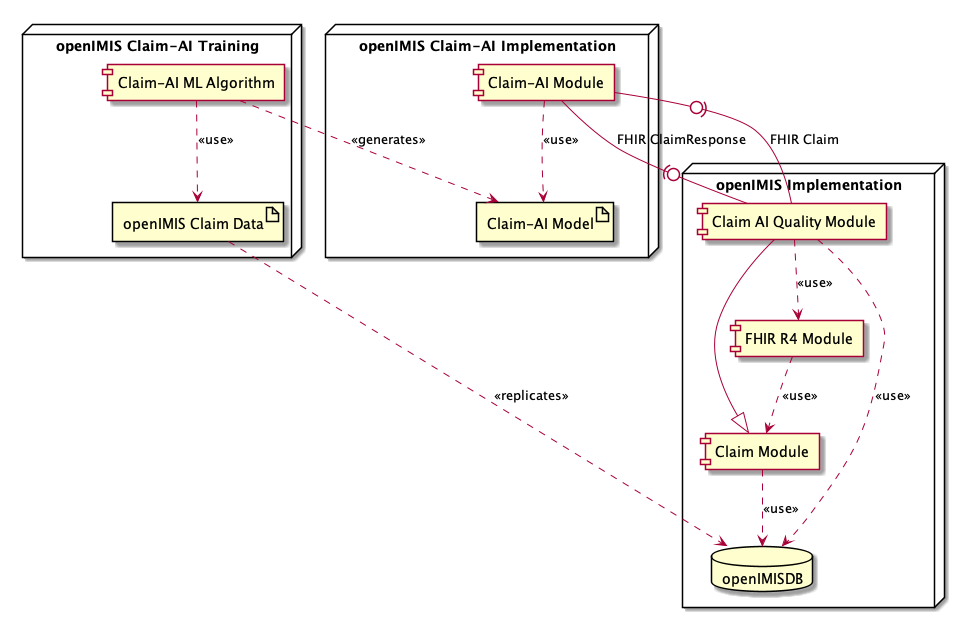 openIMIS Claim-AI Training
openIMIS Claim-AI Implementation
Claim-AI ML Algorithm
Claim-AI Module
«use»
«generates»
«use»
FHIR ClaimResponse
FHIR Claim
openIMIS Implementation
openIMIS Claim Data
Claim-AI Model
Claim AI Quality Module
«use»
FHIR R4 Module
«replicates»
«use»
«use»
Claim Module
«use»
openIMISDB